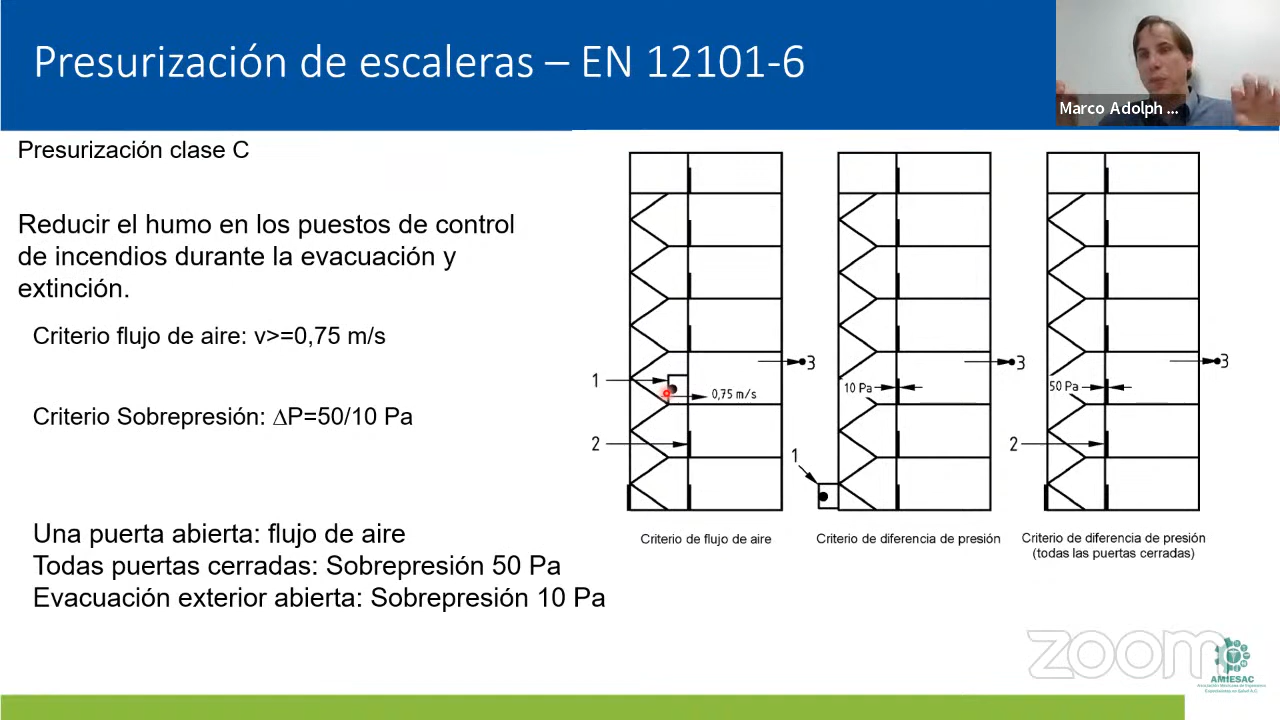 Presurización de escaleras – EN 12101-6
Marco Adolph ...
Presurización clase C
Reducir el humo en los puestos de control
de incendios durante la evacuación y
extinción.
Criterio flujo de aire: v>=0,75 m/s
Criterio Sobrepresión: ∆P=50/10 Pa
Una puerta abierta: flujo de aire
Todas puertas cerradas: Sobrepresión 50 Pa
Evacuación exterior abierta: Sobrepresión 10 Pa
3
1
0,75 m/s
2
Criterio de flujo de aire
3
10 Pa
1
Criterio de diferencia de presión
3
50 Pa
2
Criterio de diferencia de presión
(todas las puertas cerradas)
zoom
AMIESAC